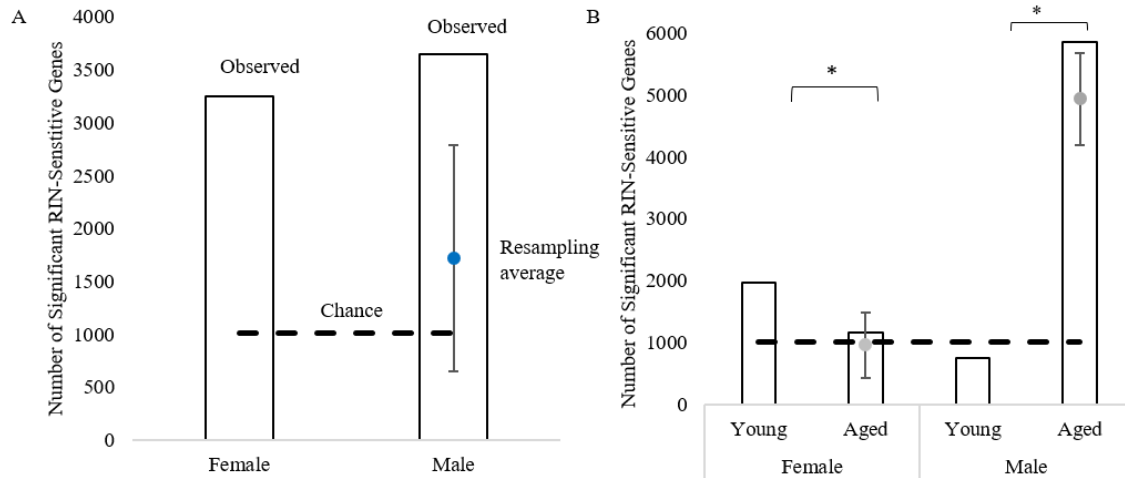 A
Number of Significant RIN-Senstitive Genes
4000
3500
3000
2500
2000
1500
1000
500
0
Observed
Observed
Chance
Resampling
average
Female
Male
B
Number of Significant RIN-Sensitive Genes
6000
5000
4000
3000
2000
1000
0
*
*
Young
Aged
Young
Aged
Female
Male